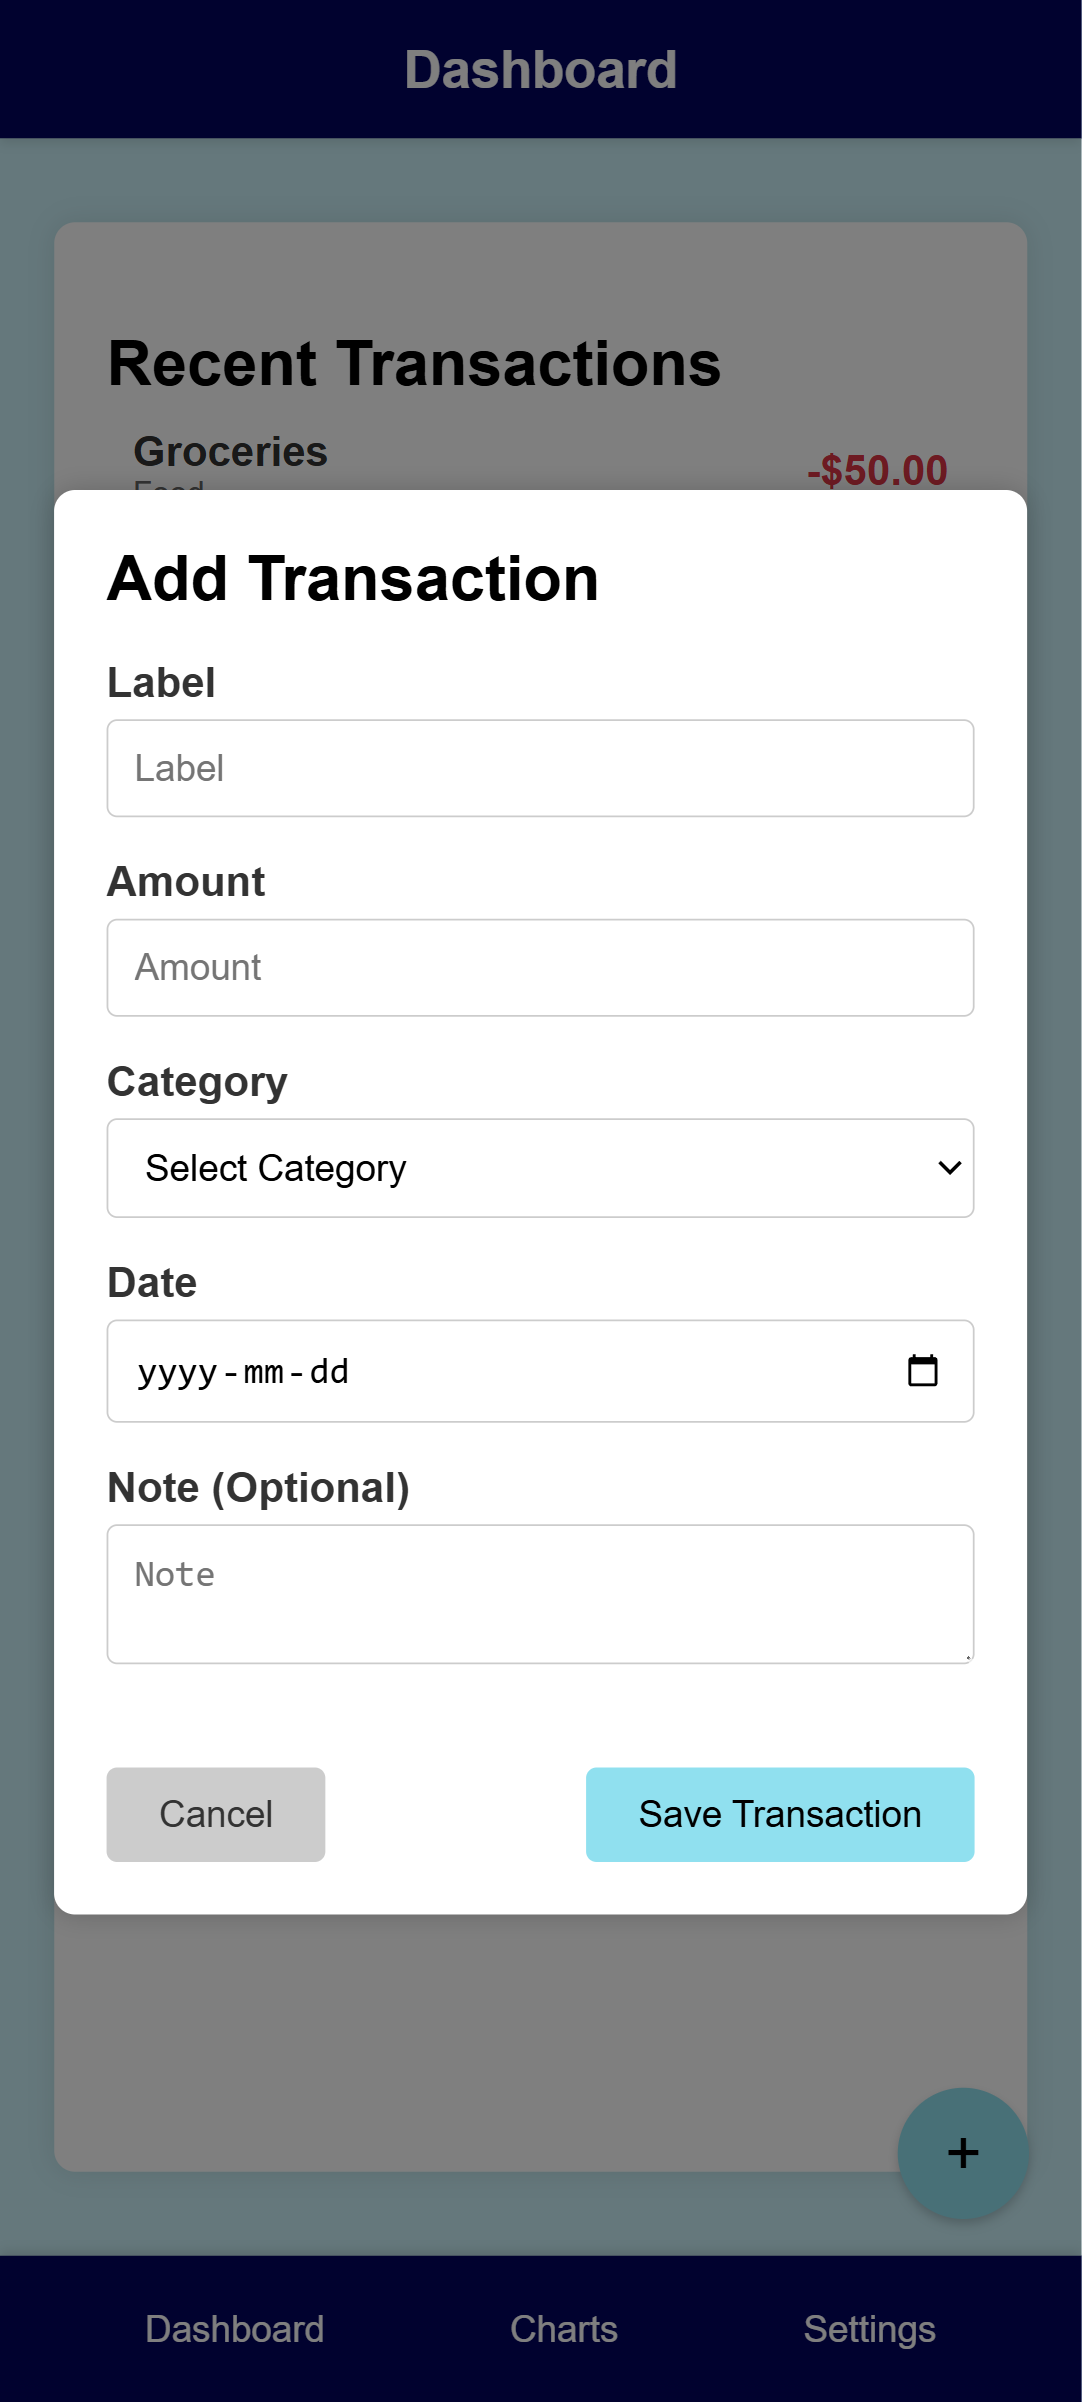 Dashboard
Recent Transactions
Groceries
-$50.00
Food
Add Transaction
Label
Label
Amount
Amount
Category
Select Category
Date
yyyy-mm-dd
Note (Optional)
Note
Cancel
Save Transaction
+
Dashboard
Charts
Settings